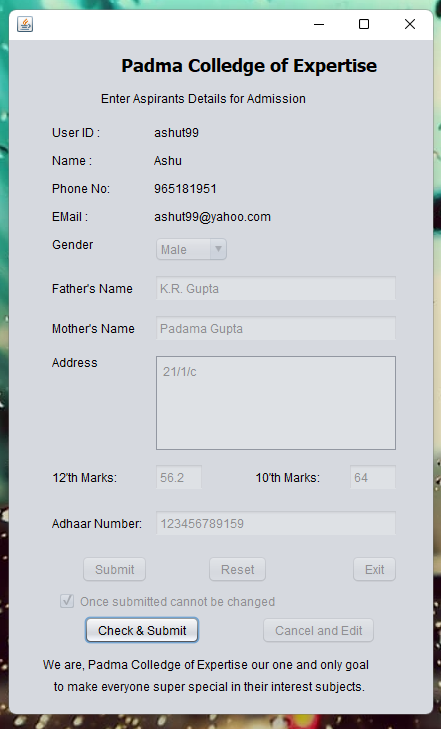 Padma Colledge of Expertise
Enter Aspirants Details for Admission
User ID : ashut99
Name : Ashu
Phone No: 965181951
EMail : ashut99@yahoo.com
Gender Male
Father's Name K.R. Gupta
Mother's Name Padama Gupta
Address 21/1/c
12'th Marks: 56.2 10'th Marks: 64
Adhaar Number: 123456789159
Submit Reset Exit
Once submitted cannot be changed
Check & Submit Cancel and Edit
We are, Padma Colledge of Expertise our one and only goal
to make everyone super special in their interest subjects.